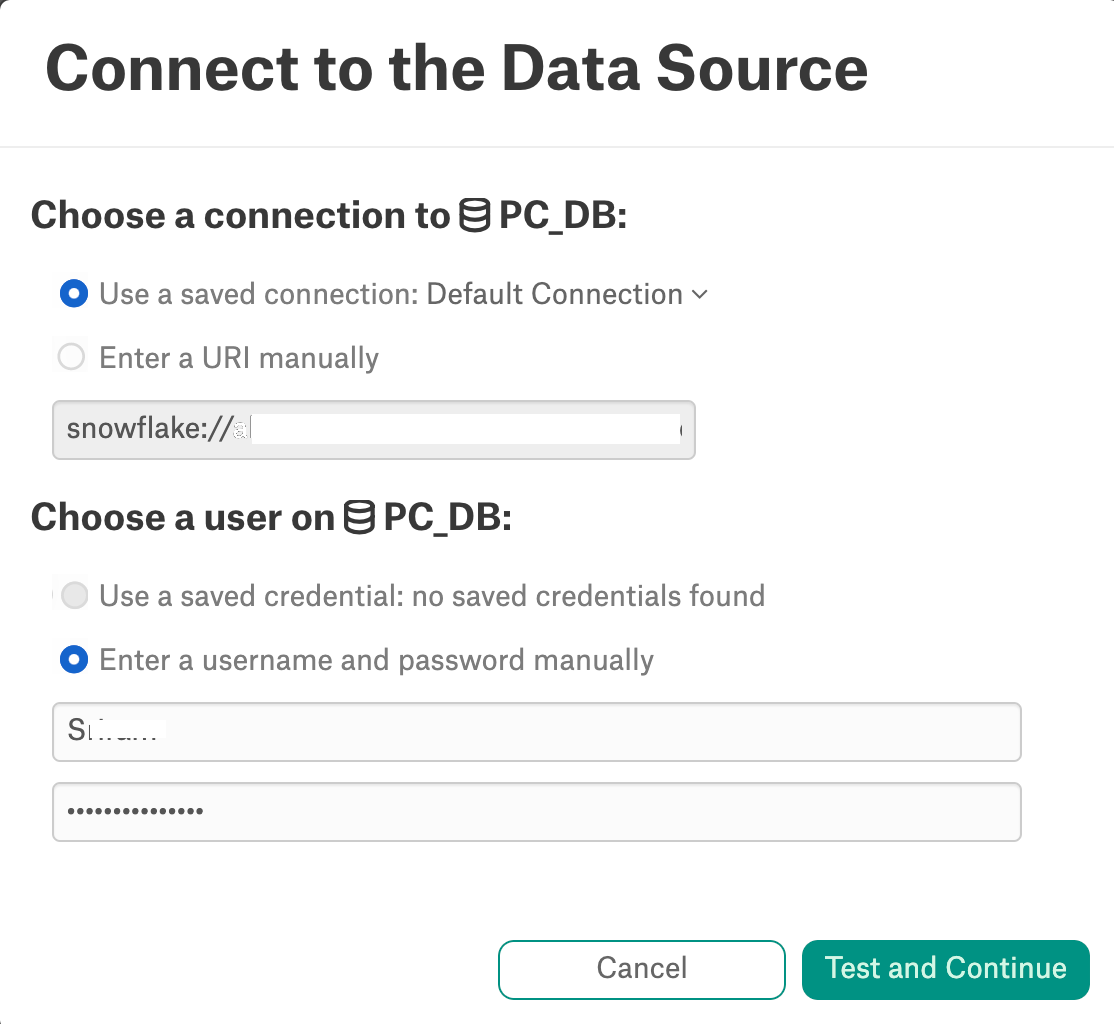 Connect to the Data Source
Choose a connection to PC_DB:
Use a saved connection: Default Connection
Enter a URI manually
snowflake://
Choose a user on PC_DB:
Use a saved credential: no saved credentials found
Enter a username and password manually
•••••••••••••••
Cancel
Test and Continue